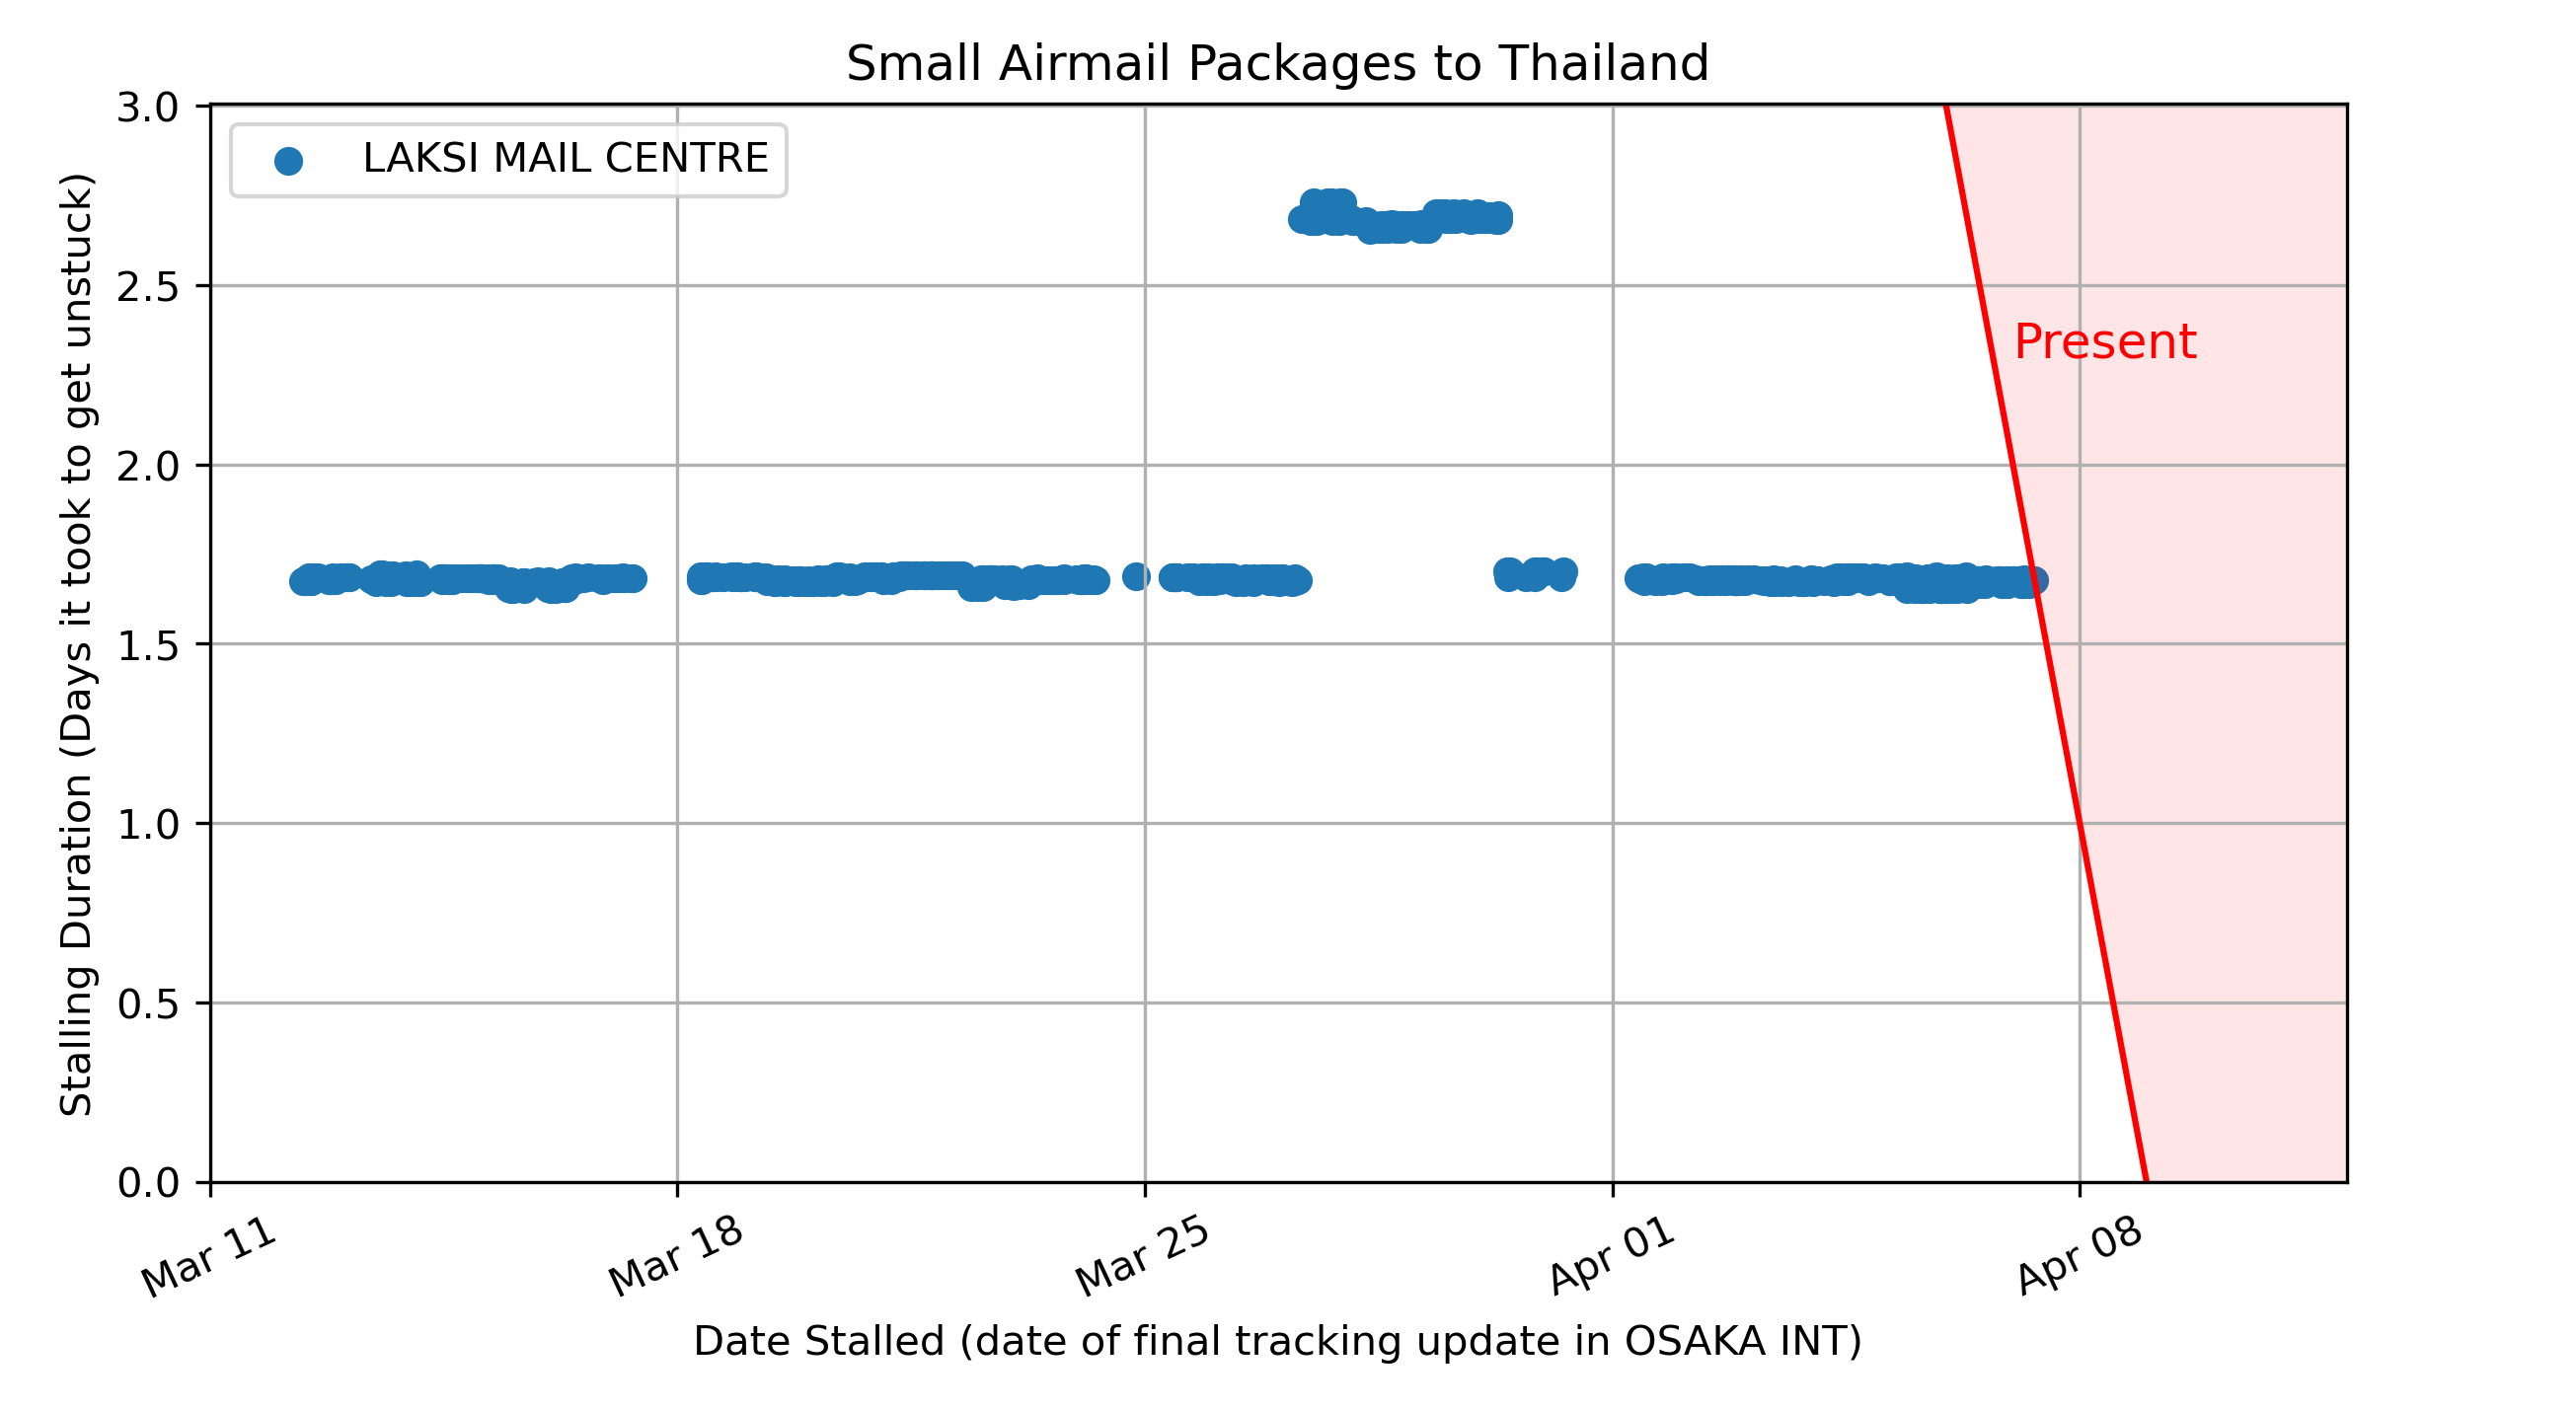 Small Airmail Packages to Thailand
LAKSI MAIL CENTRE
Present
Stalling Duration (Days it took to get unstuck)
3.0
2.5
2.0
1.5
1.0
0.5
0.0
Mar 11
Mar 18
Mar 25
Apr 01
Apr 08
Date Stalled (date of final tracking update in OSAKA INT)